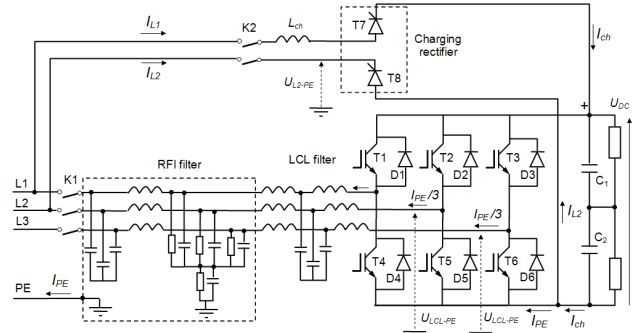 I_L1
K2
L_ch
T7
Charging
rectifier
I_ch
I_L2
U_L2-PE
T8
+
U_DC
RFI filter
LCL filter
T1
T2
T3
D1
D2
D3
C_1
L1
K1
L2
I_PE/3
L3
I_PE/3
I_L2
C_2
T4
T5
T6
D4
D5
D6
PE
I_PE
U_LCL-PE
U_LCL-PE
I_PE
I_ch